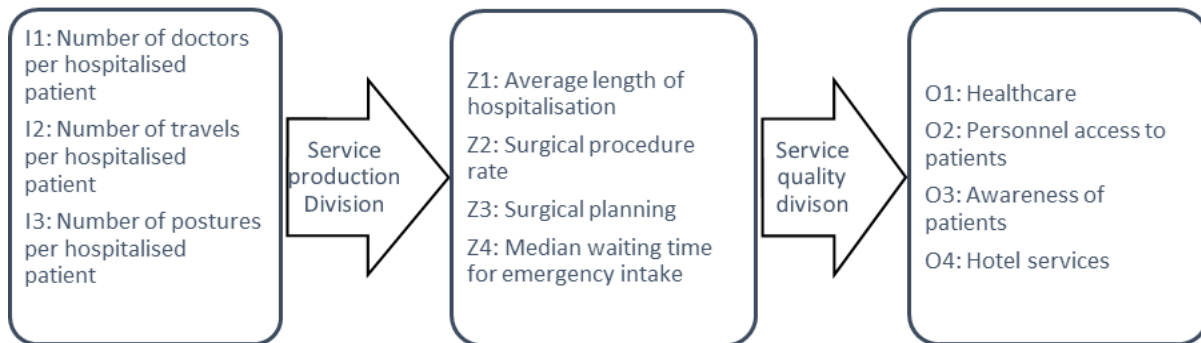 I1: Number of doctors
per hospitalised
patient
I2: Number of travels
per hospitalised
patient
I3: Number of postures
per hospitalised
patient
Service
production
Division
Z1: Average length of
hospitalisation
Z2: Surgical procedure
rate
Z3: Surgical planning
Z4: Median waiting time
for emergency intake
Service
quality
divison
O1: Healthcare
O2: Personnel access to
patients
O3: Awareness of
patients
O4: Hotel services